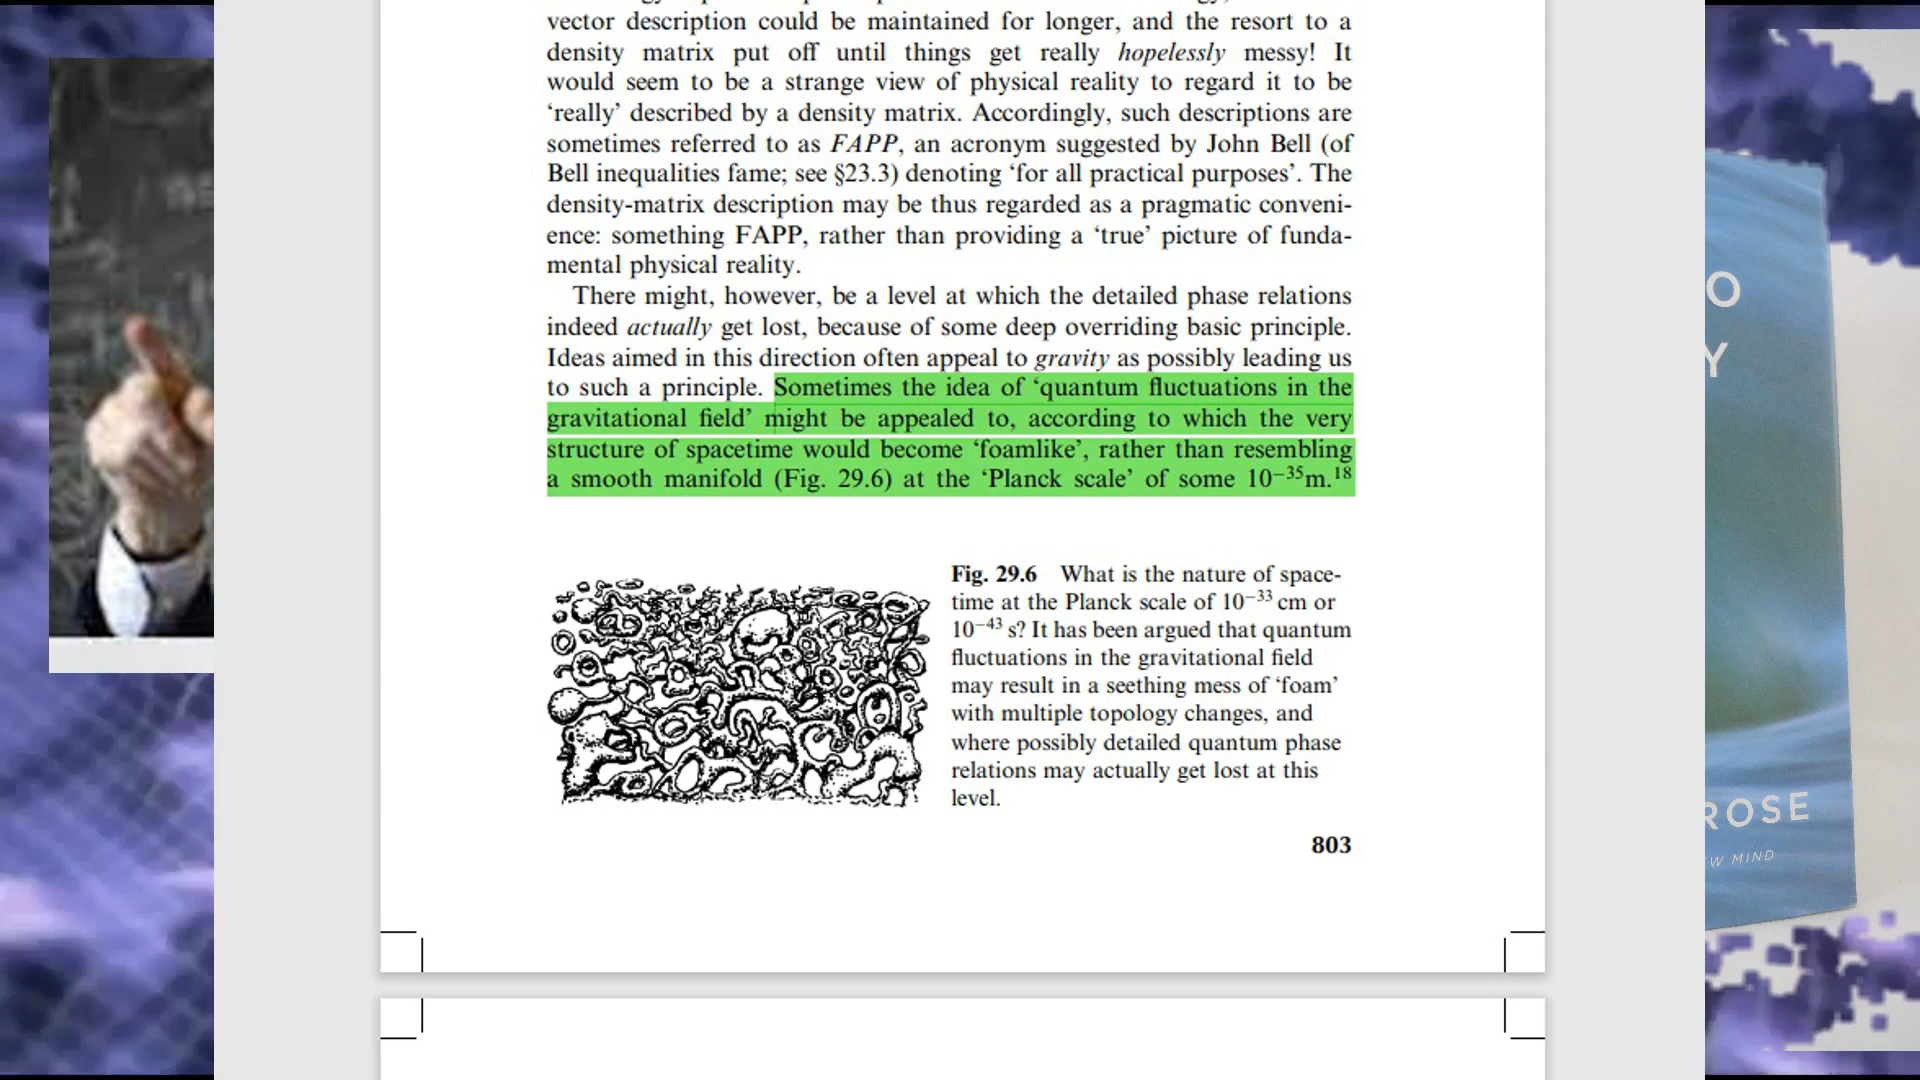 vector description could be maintained for longer, and the resort to a
density matrix put off until things get really hopelessly messy! It
would seem to be a strange view of physical reality to regard it to be
‘really’ described by a density matrix. Accordingly, such descriptions are
sometimes referred to as FAPP, an acronym suggested by John Bell (of
Bell inequalities fame; see §23.3) denoting ‘for all practical purposes’. The
density-matrix description may be thus regarded as a pragmatic conveni-
ence: something FAPP, rather than providing a ‘true’ picture of funda-
mental physical reality.
There might, however, be a level at which the detailed phase relations
indeed actually get lost, because of some deep overriding basic principle.
Ideas aimed in this direction often appeal to gravity as possibly leading us
to such a principle. Sometimes the idea of ‘quantum fluctuations in the
gravitational field’ might be appealed to, according to which the very
structure of spacetime would become ‘foamlike’, rather than resembling
a smooth manifold (Fig. 29.6) at the ‘Planck scale’ of some 10⁻³⁵m.¹⁸
Fig. 29.6 What is the nature of space-
time at the Planck scale of 10⁻³³ cm or
10⁻⁴³ s? It has been argued that quantum
fluctuations in the gravitational field
may result in a seething mess of ‘foam’
with multiple topology changes, and
where possibly detailed quantum phase
relations may actually get lost at this
level.
803
O
Y
ROSE
W MIND